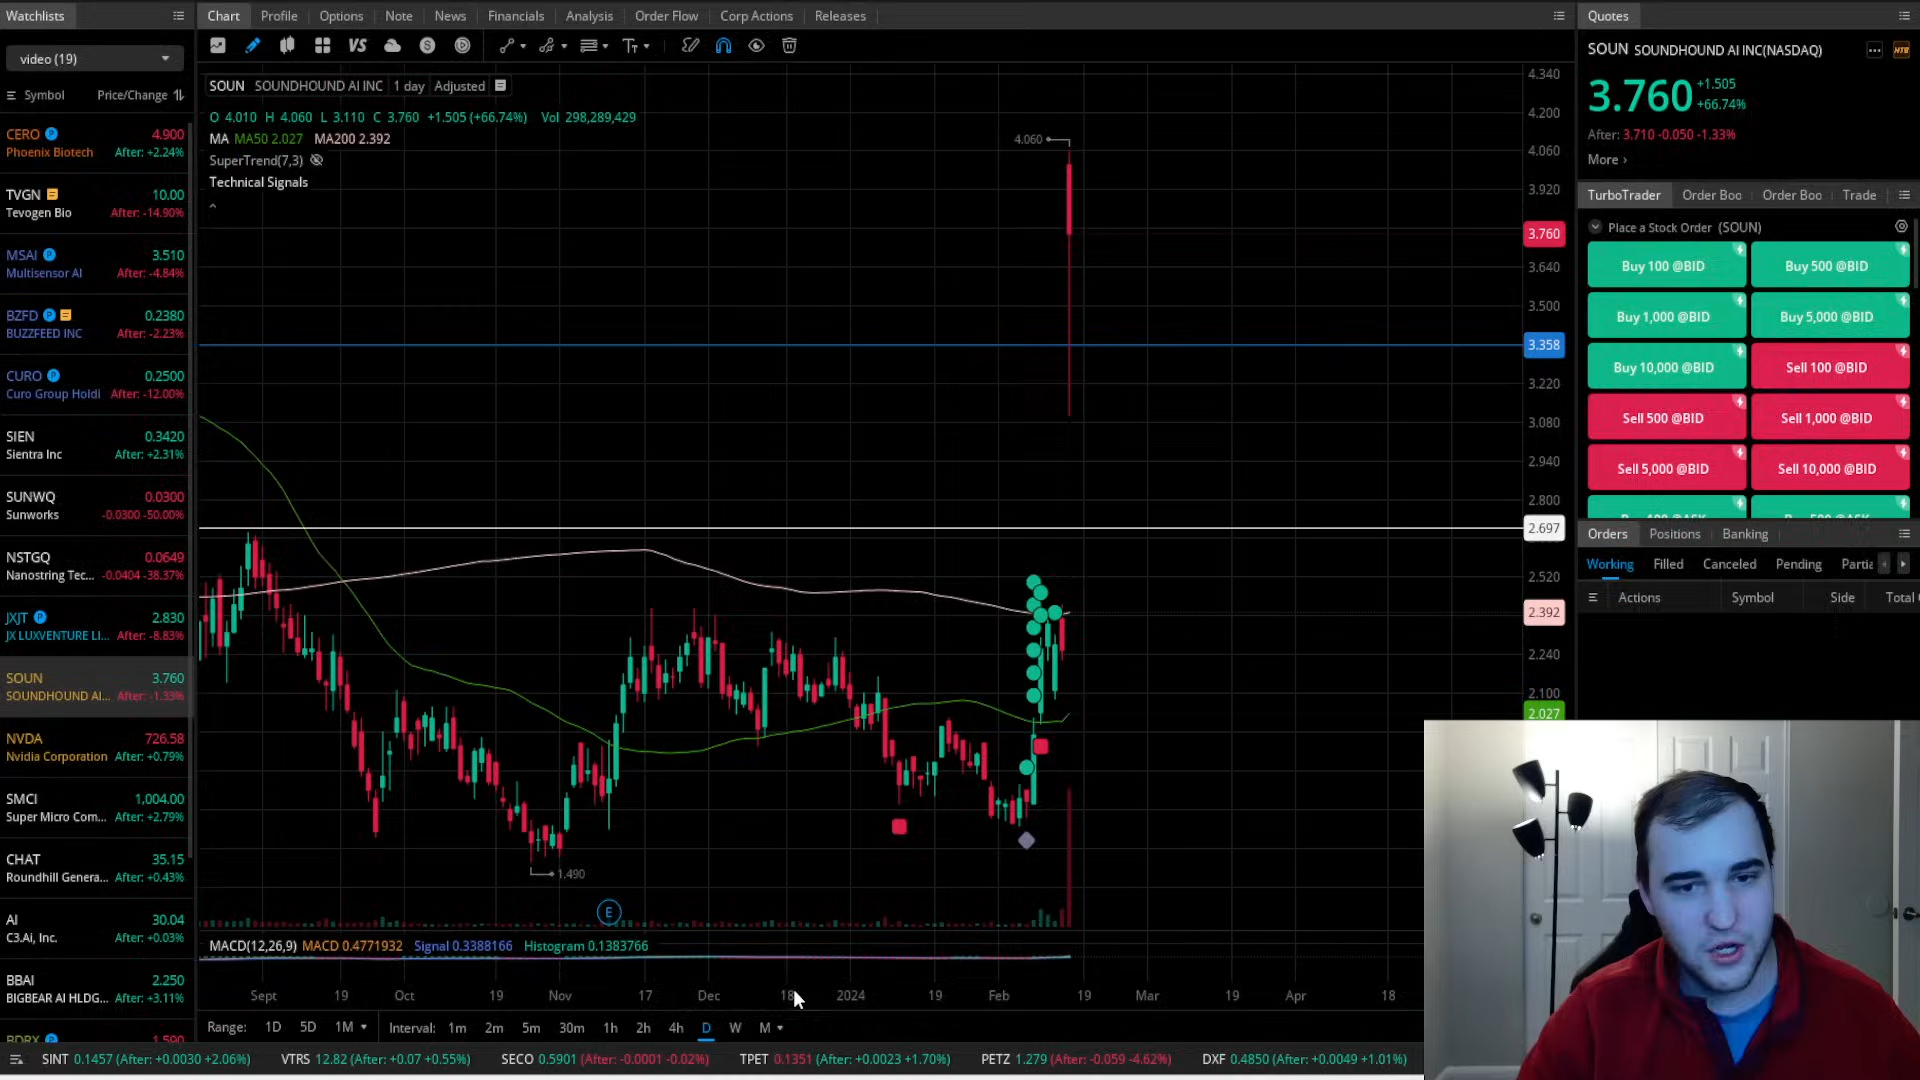 Watchlists
video (19)
Symbol Price/Change
CERO 4.900
Phoenix Biotech After: +2.24%
TVGN 10.00
Tevogen Bio After: -14.90%
MSAI 3.510
Multisensor AI After: -4.84%
BZFD 0.2380
BUZZFEED INC After: -2.23%
CURO 0.2500
Curo Group Holdi After: -12.00%
SIEN 0.3420
Sientra Inc After: +2.31%
SUNWQ 0.0300
Sunworks -0.0300 -50.00%
NSTGQ 0.0649
Nanostring Tec... -0.0404 -38.37%
JXJT 2.830
JX LUXVENTURE LI... After: -8.83%
SOUN 3.760
SOUNDHOUND AI... After: -1.33%
NVDA 726.58
Nvidia Corporation After: +0.79%
SMCI 1,004.00
Super Micro Com... After: +2.79%
CHAT 35.15
Roundhill Genera... After: +0.43%
AI 30.04
C3.Ai, Inc. After: +0.03%
BBAI 2.250
BIGBEAR AI HLDG... After: +3.11%
Chart Profile Options Note News Financials Analysis Order Flow Corp Actions Releases
VS
SOUN SOUNDHOUND AI INC 1 day Adjusted
O 4.010 H 4.060 L 3.110 C 3.760 +1.505 (+66.74%) Vol 298,289,429
MA MA50 2.027 MA200 2.392
SuperTrend(7,3)
Technical Signals
4.060
1.490
E
4.340
4.200
4.060
3.920
3.760
3.640
3.500
3.358
3.220
3.080
2.940
2.800
2.697
2.520
2.392
2.240
2.100
2.027
MACD(12,26,9) MACD 0.4771932 Signal 0.3388166 Histogram 0.1383766
Sept 19 Oct 19 Nov 17 Dec 18 2024 19 Feb 19 Mar 19 Apr 18
Range: 1D 5D 1M Interval: 1m 2m 5m 30m 1h 2h 4h D W M
SINT 0.1457 (After: +0.0030 +2.06%) VTRS 12.82 (After: +0.07 +0.55%) SECO 0.5901 (After: -0.0001 -0.02%) TPET 0.1351 (After: +0.0023 +1.70%) PETZ 1.279 (After: -0.059 -4.62%) DXF 0.4850 (After: +0.0049 +1.01%)
Quotes
SOUN SOUNDHOUND AI INC(NASDAQ)
HTB
3.760 +1.505
+66.74%
After: 3.710 -0.050 -1.33%
More
TurboTrader Order Boo Order Boo Trade
Place a Stock Order (SOUN)
Buy 100 @BID Buy 500 @BID
Buy 1,000 @BID Buy 5,000 @BID
Buy 10,000 @BID Sell 100 @BID
Sell 500 @BID Sell 1,000 @BID
Sell 5,000 @BID Sell 10,000 @BID
Orders Positions Banking
Working Filled Canceled Pending Partia
Actions Symbol Side Total